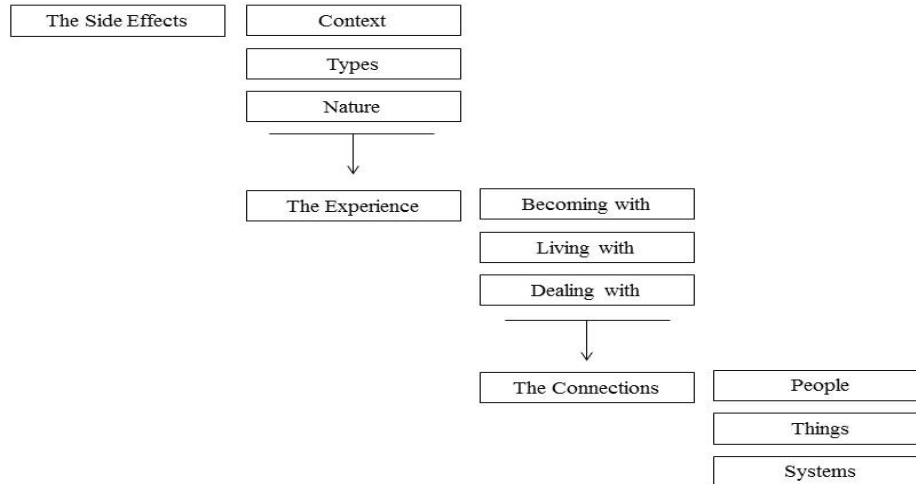 The Side Effects
Context
Types
Nature
The Experience
Becoming with
Living with
Dealing with
The Connections
People
Things
Systems